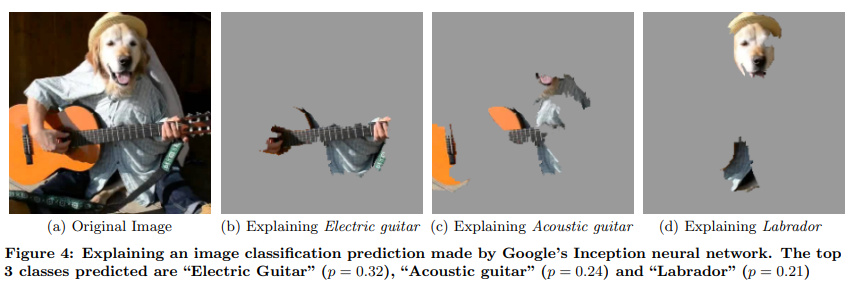 (a) Original Image (b) Explaining Electric guitar (c) Explaining Acoustic guitar (d) Explaining Labrador
Figure 4: Explaining an image classification prediction made by Google's Inception neural network. The top
3 classes predicted are “Electric Guitar” (p = 0.32), “Acoustic guitar” (p = 0.24) and “Labrador” (p = 0.21)